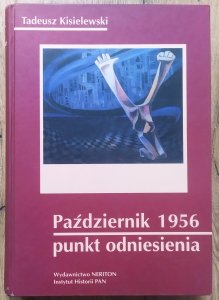 Tadeusz Kisielewski
Październik 1956
punkt odniesienia
Wydawnictwo NERITON
Instytut Historii PAN